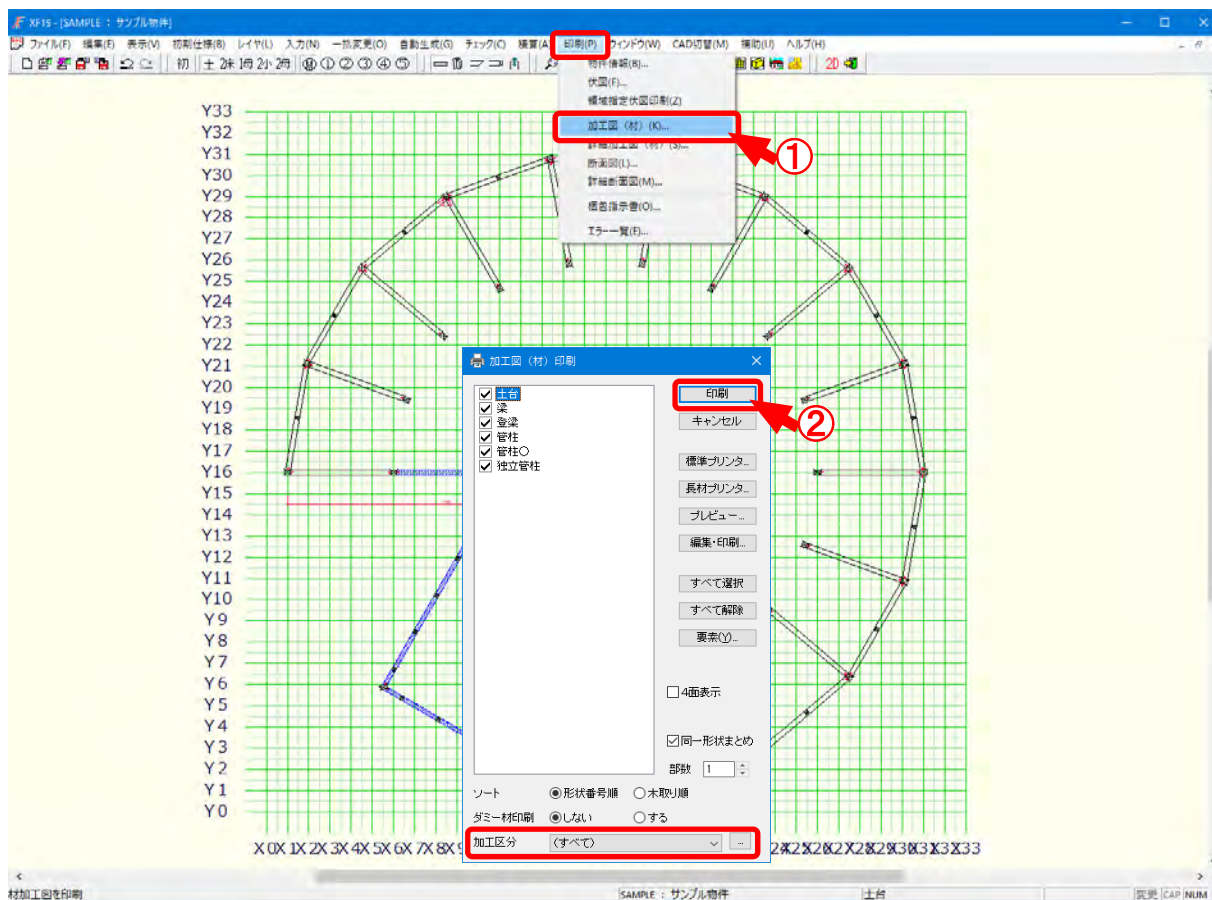 XF15 - [SAMPLE : サンプル物件]
ファイル(F) 編集(E) 表示(V) 初期仕様(B) レイヤ(L) 入力(N) 一括変更(O) 自動生成(G) チェック(C) 積算(A) 印刷(P) ウィンドウ(W) CAD切替(M) 補助(U) ヘルプ(H)
初 2D
物件情報(B)...
伏図(F)...
領域指定伏図印刷(Z)
加工図（材）(K)...
詳細加工図（材）(S)...
断面図(L)...
詳細断面図(M)...
梱包指示書(O)...
エラー一覧(E)...
①
Y33
Y32
Y31
Y30
Y29
Y28
Y27
Y26
Y25
Y24
Y23
Y22
Y21
Y20
Y19
Y18
Y17
Y16
Y15
Y14
Y13
Y12
Y11
Y10
Y9
Y8
Y7
Y6
Y5
Y4
Y3
Y2
Y1
Y0
加工図（材）印刷
土台
梁
登梁
管柱
管柱〇
独立管柱
印刷
②
キャンセル
標準プリンタ...
長材プリンタ...
プレビュー...
編集・印刷...
すべて選択
すべて解除
要素(Y)...
4面表示
同一形状まとめ
部数 1
ソート 形状番号順 木取り順
ダミー材印刷 しない する
加工区分 (すべて) ...
X0X1X2X3X4X5X6X7X8X
材加工図を印刷 SAMPLE : サンプル物件 土台 変更 CAP NUM